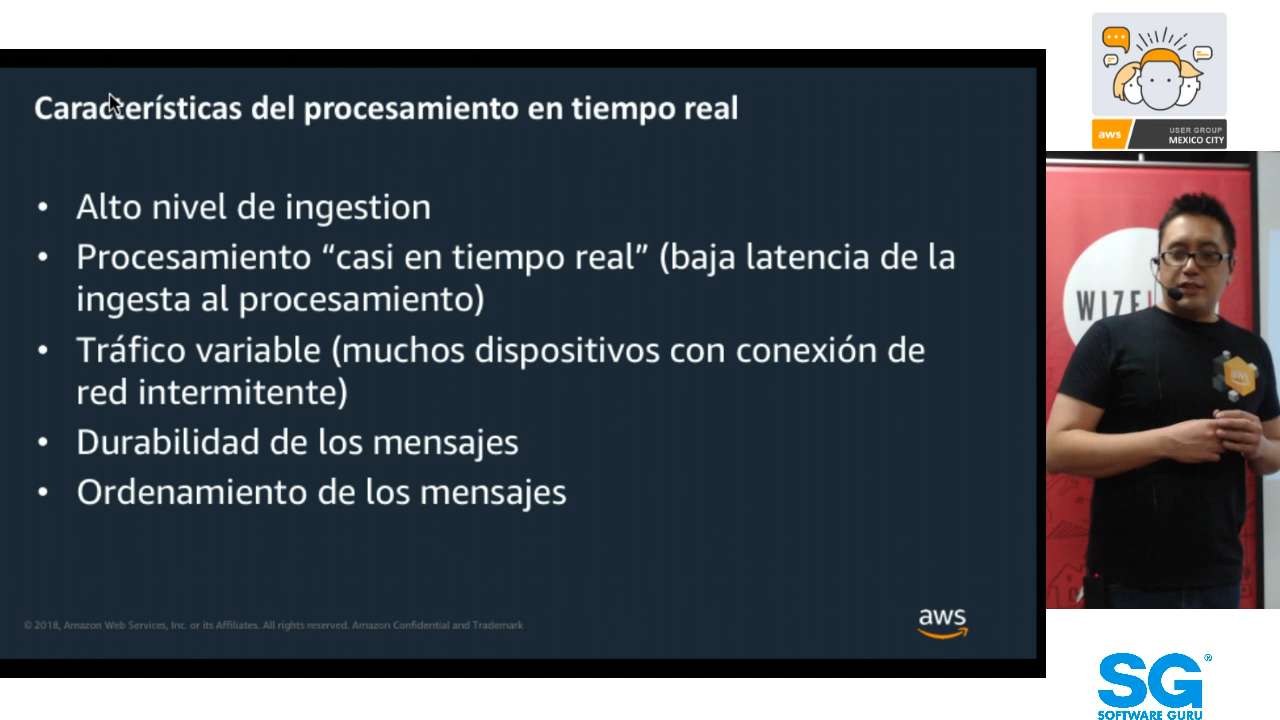 Características del procesamiento en tiempo real
• Alto nivel de ingestion
• Procesamiento “casi en tiempo real” (baja latencia de la
ingesta al procesamiento)
• Tráfico variable (muchos dispositivos con conexión de
red intermitente)
• Durabilidad de los mensajes
• Ordenamiento de los mensajes
© 2018, Amazon Web Services, Inc. or its Affiliates. All rights reserved. Amazon Confidential and Trademark
aws
aws
USER GROUP
MEXICO CITY
WIZE
aws
SG®
SOFTWARE GURU